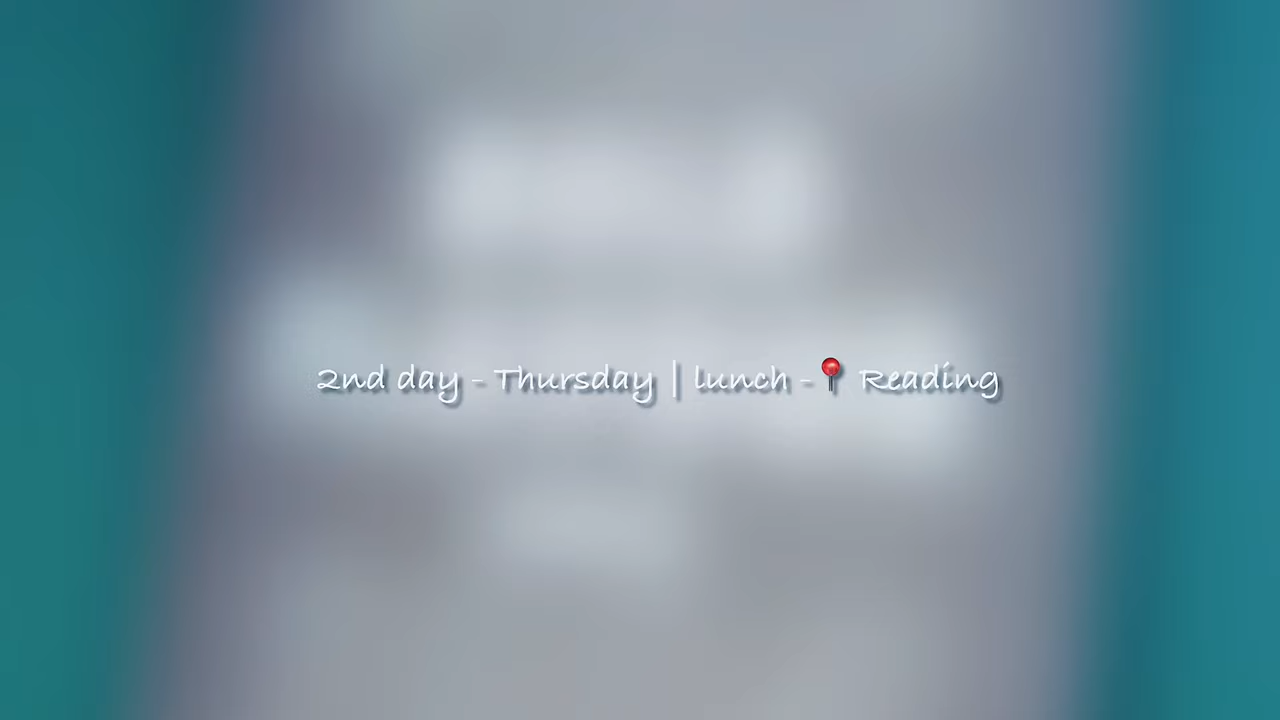 2nd day - Thursday | lunch -📍 Reading